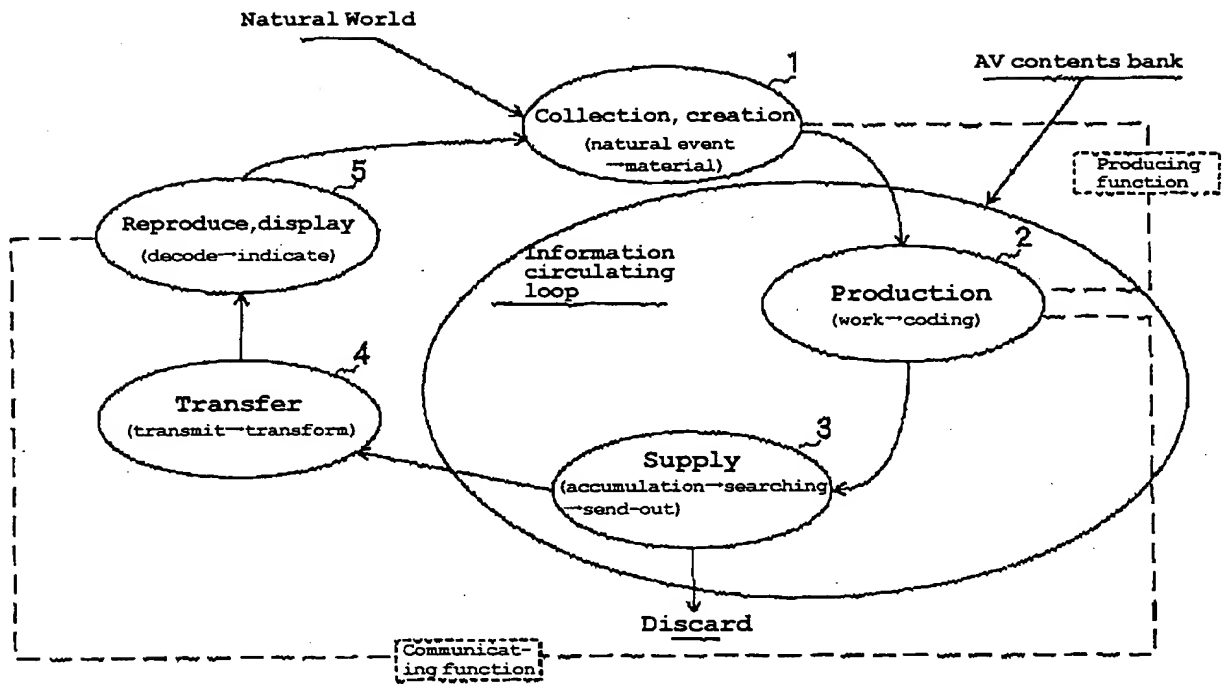 Natural World
1
AV contents bank
Collection, creation
(natural event
→material)
Producing
function
5
Reproduce, display
(decode→indicate)
2
Information
circulating
loop
Production
(work→coding)
4
Transfer
(transmit→transform)
3
Supply
(accumulation→searching
→send-out)
Discard
Communicat-
ing function